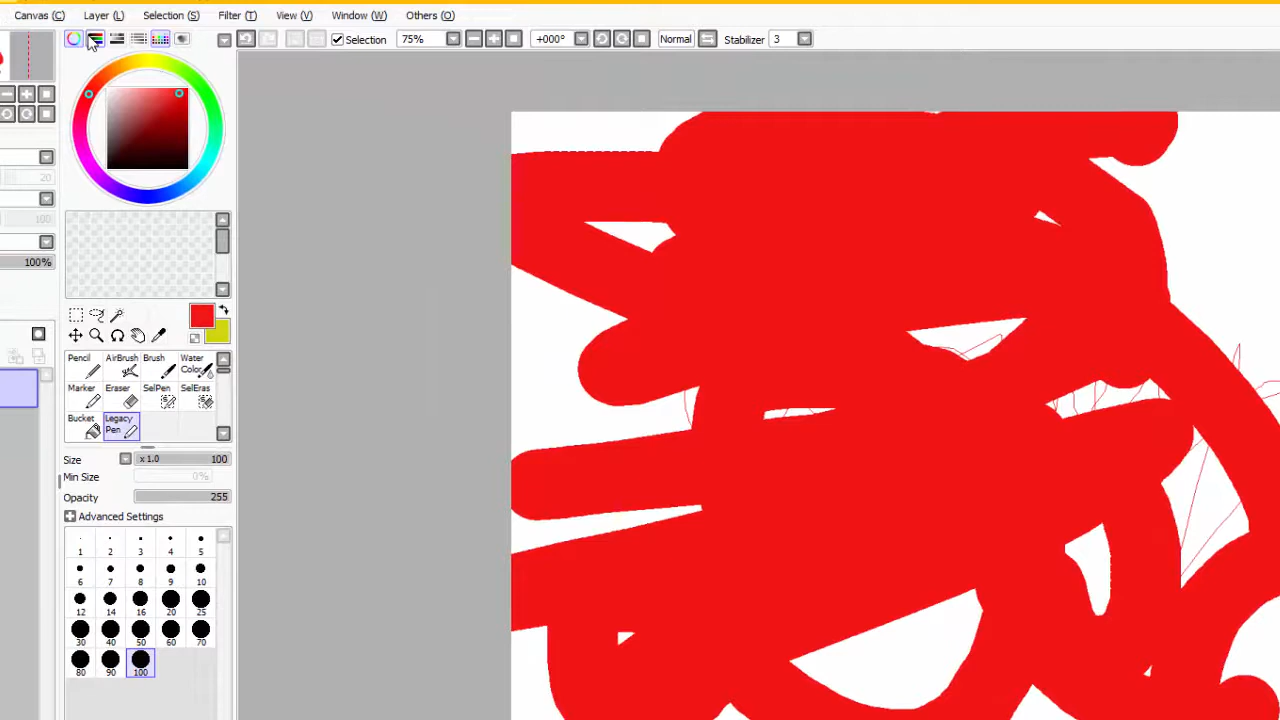 Canvas (C) Layer (L) Selection (S) Filter (T) View (V) Window (W) Others (O)
Selection 75% +000° Normal Stabilizer 3
20
100
100%
Pencil AirBrush Brush Water Color
Marker Eraser SelPen SelEras
Bucket Legacy Pen
Size x 1.0 100
Min Size 0%
Opacity 255
Advanced Settings
1 2 3 4 5
6 7 8 9 10
12 14 16 20 25
30 40 50 60 70
80 90 100